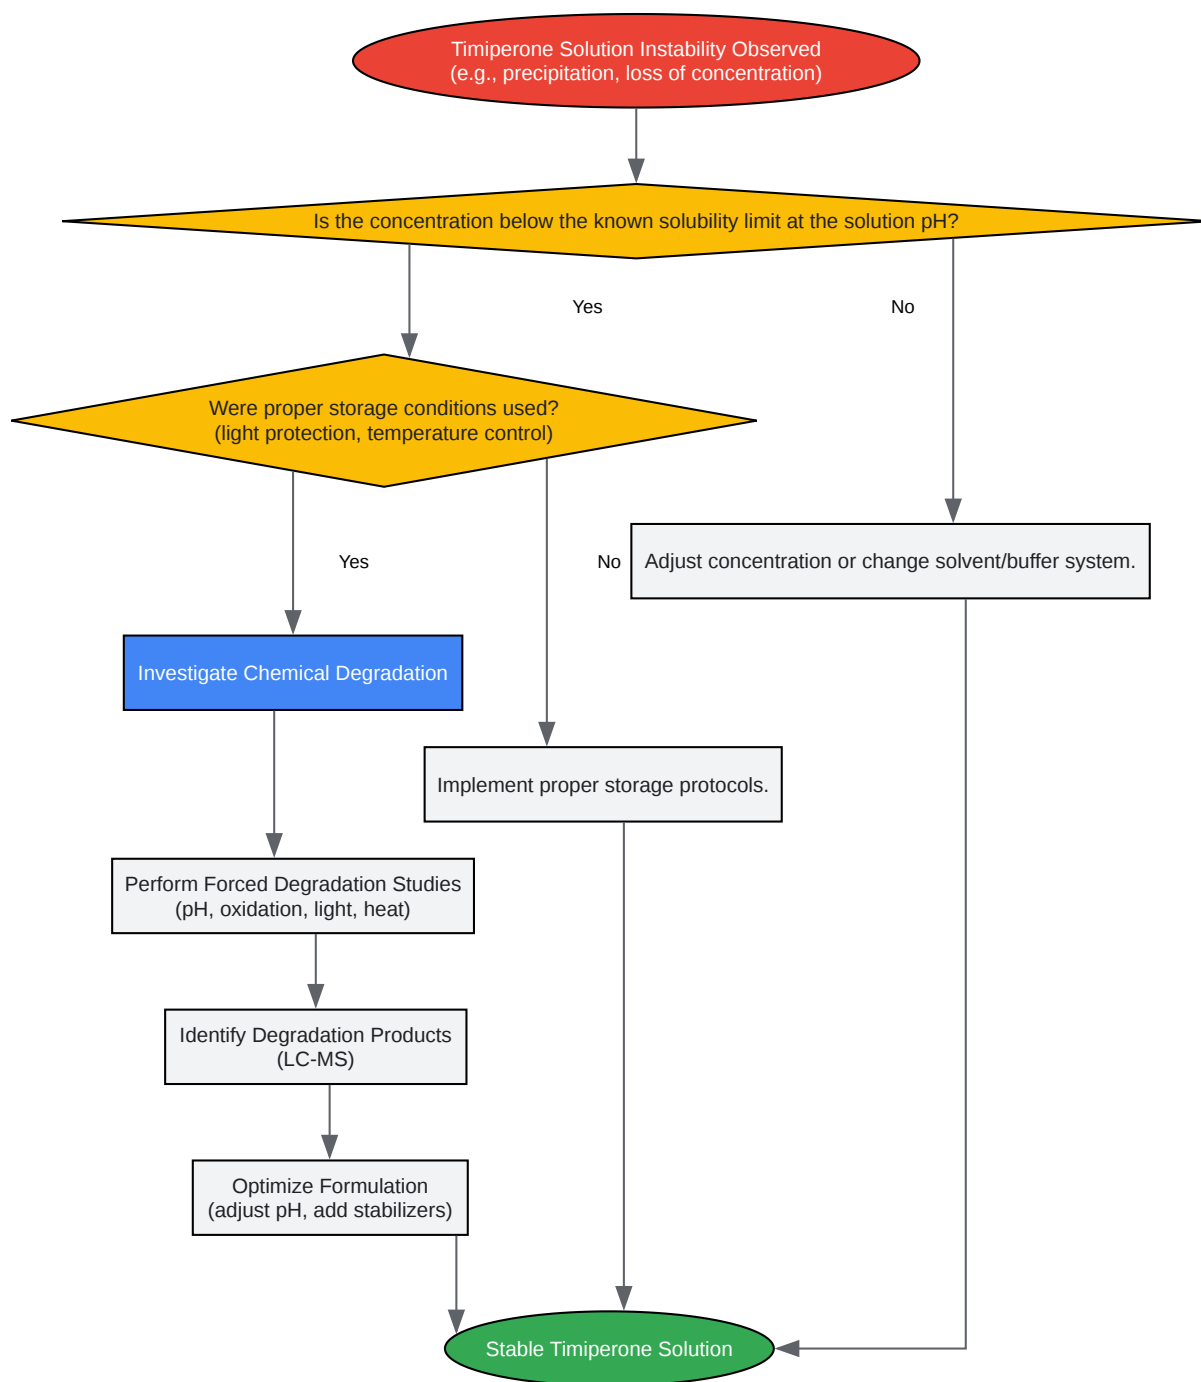 Timiperone Solution Instability Observed
(e.g., precipitation, loss of concentration)
Is the concentration below the known solubility limit at the solution pH?
Yes
No
Were proper storage conditions used?
(light protection, temperature control)
Yes
No
Adjust concentration or change solvent/buffer system.
Investigate Chemical Degradation
Implement proper storage protocols.
Perform Forced Degradation Studies
(pH, oxidation, light, heat)
Identify Degradation Products
(LC-MS)
Optimize Formulation
(adjust pH, add stabilizers)
Stable Timiperone Solution